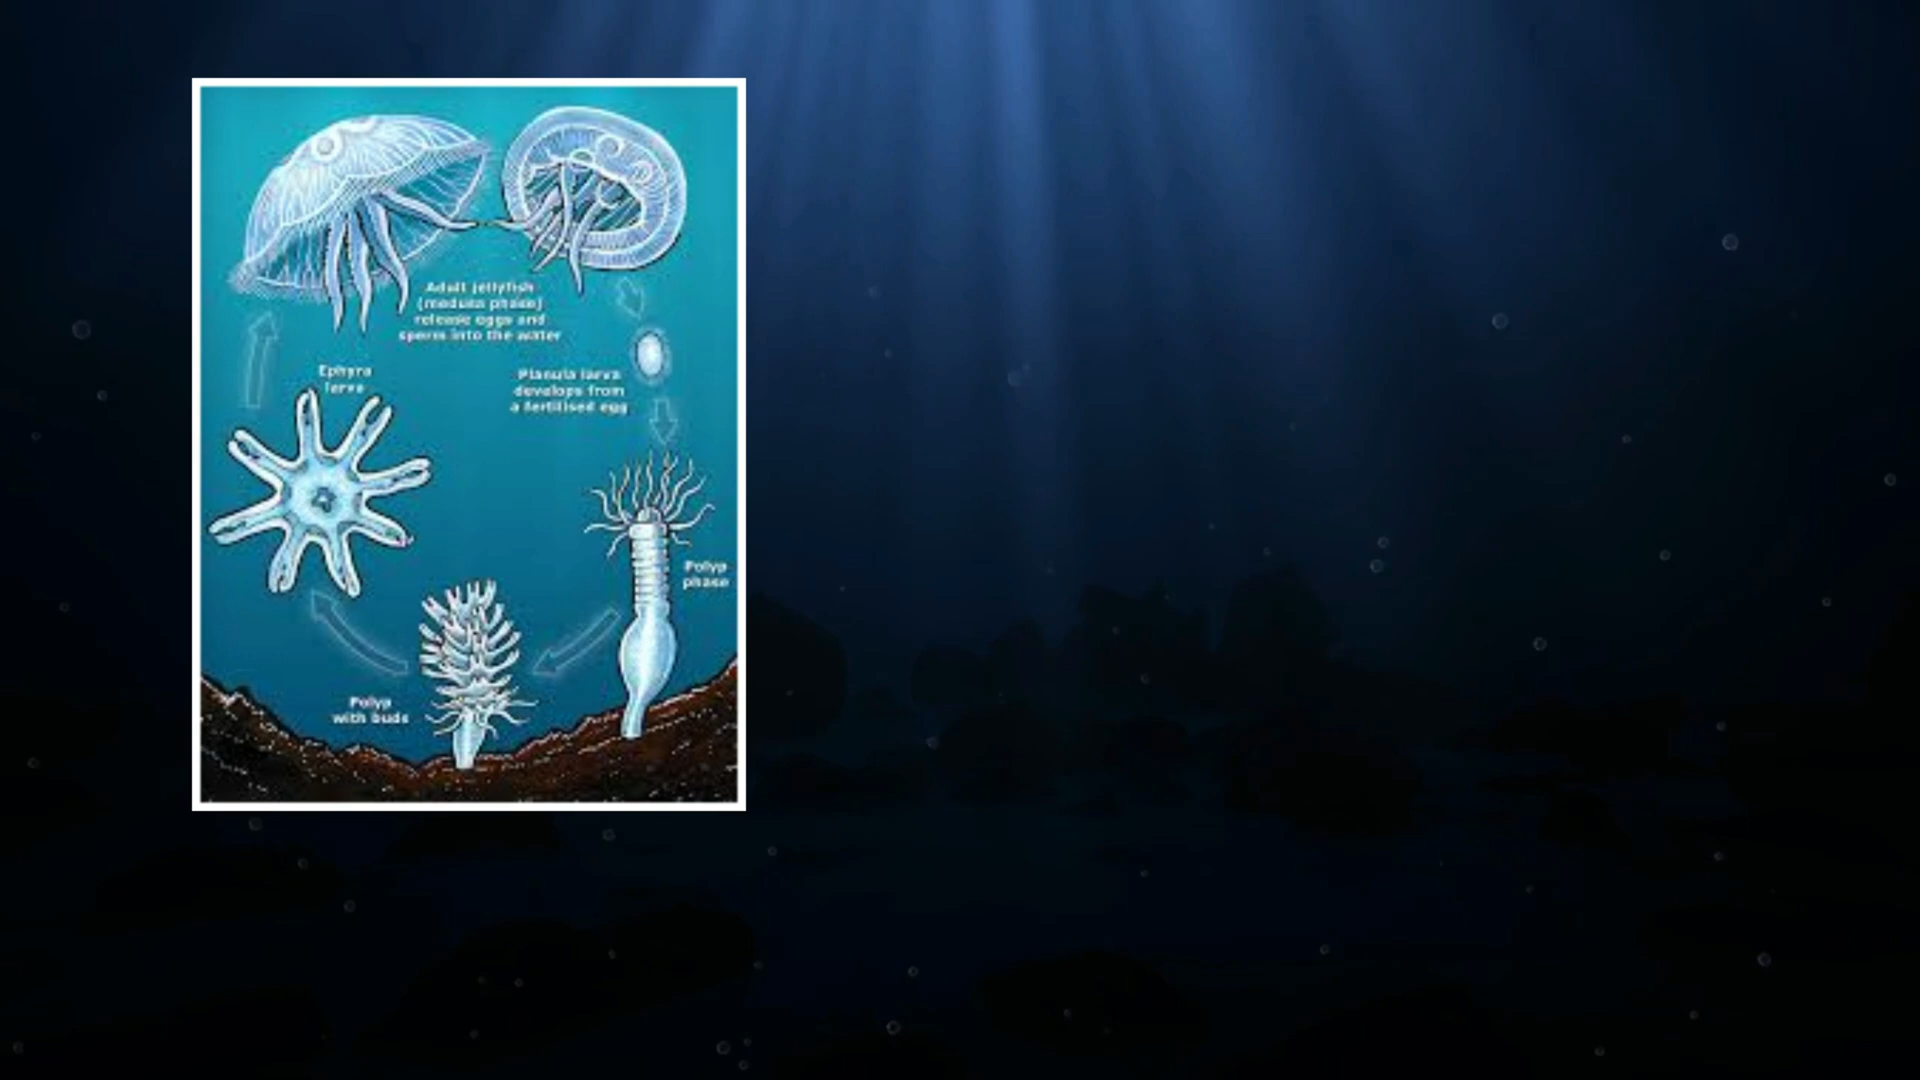 Adult jellyfish
(medusa phase)
release eggs and
sperm into the water
Ephyra
larva
Planula larva
develops from
a fertilised egg
Polyp
phase
Polyp
with buds